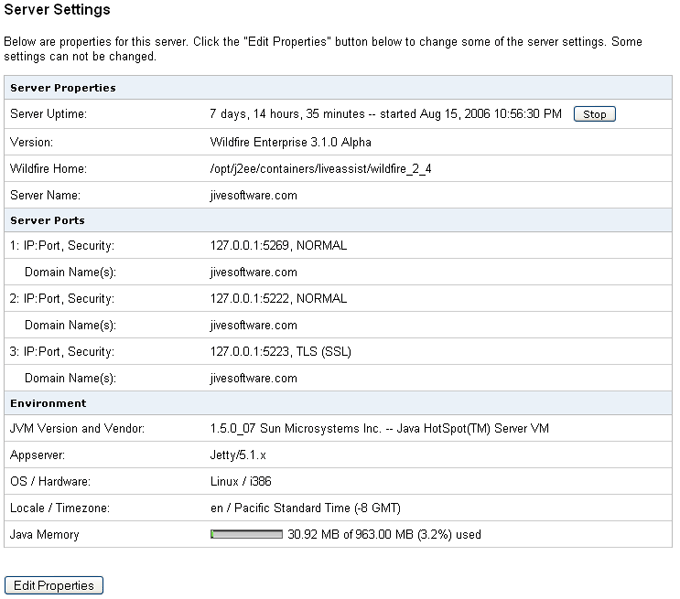 Server Settings
Below are properties for this server. Click the "Edit Properties" button below to change some of the server settings. Some
settings can not be changed.
Server Properties
Server Uptime: 7 days, 14 hours, 35 minutes -- started Aug 15, 2006 10:56:30 PM Stop
Version: Wildfire Enterprise 3.1.0 Alpha
Wildfire Home: /opt/j2ee/containers/liveassist/wildfire_2_4
Server Name: jivesoftware.com
Server Ports
1: IP:Port, Security: 127.0.0.1:5269, NORMAL
Domain Name(s): jivesoftware.com
2: IP:Port, Security: 127.0.0.1:5222, NORMAL
Domain Name(s): jivesoftware.com
3: IP:Port, Security: 127.0.0.1:5223, TLS (SSL)
Domain Name(s): jivesoftware.com
Environment
JVM Version and Vendor: 1.5.0_07 Sun Microsystems Inc. -- Java HotSpot(TM) Server VM
Appserver: Jetty/5.1.x
OS / Hardware: Linux / i386
Locale / Timezone: en / Pacific Standard Time (-8 GMT)
Java Memory 30.92 MB of 963.00 MB (3.2%) used
Edit Properties